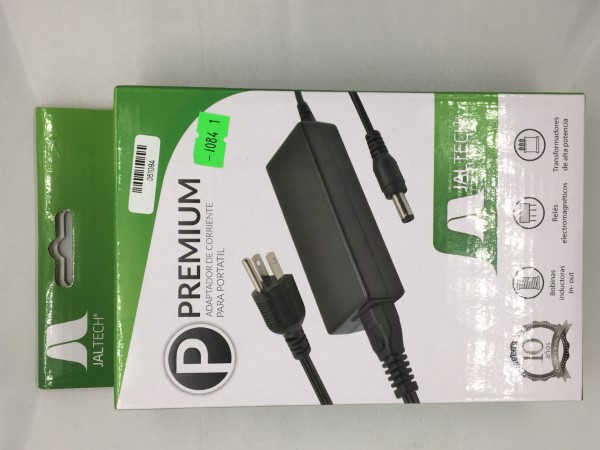 JALTECH®
061084
-1084 1
P PREMIUM
ADAPTADOR DE CORRIENTE
PARA PORTATIL
JALTECH
10
años
Bobinas
inductoras
in- out
Relés
electromagnéticos
Transformadores
de alta potencia